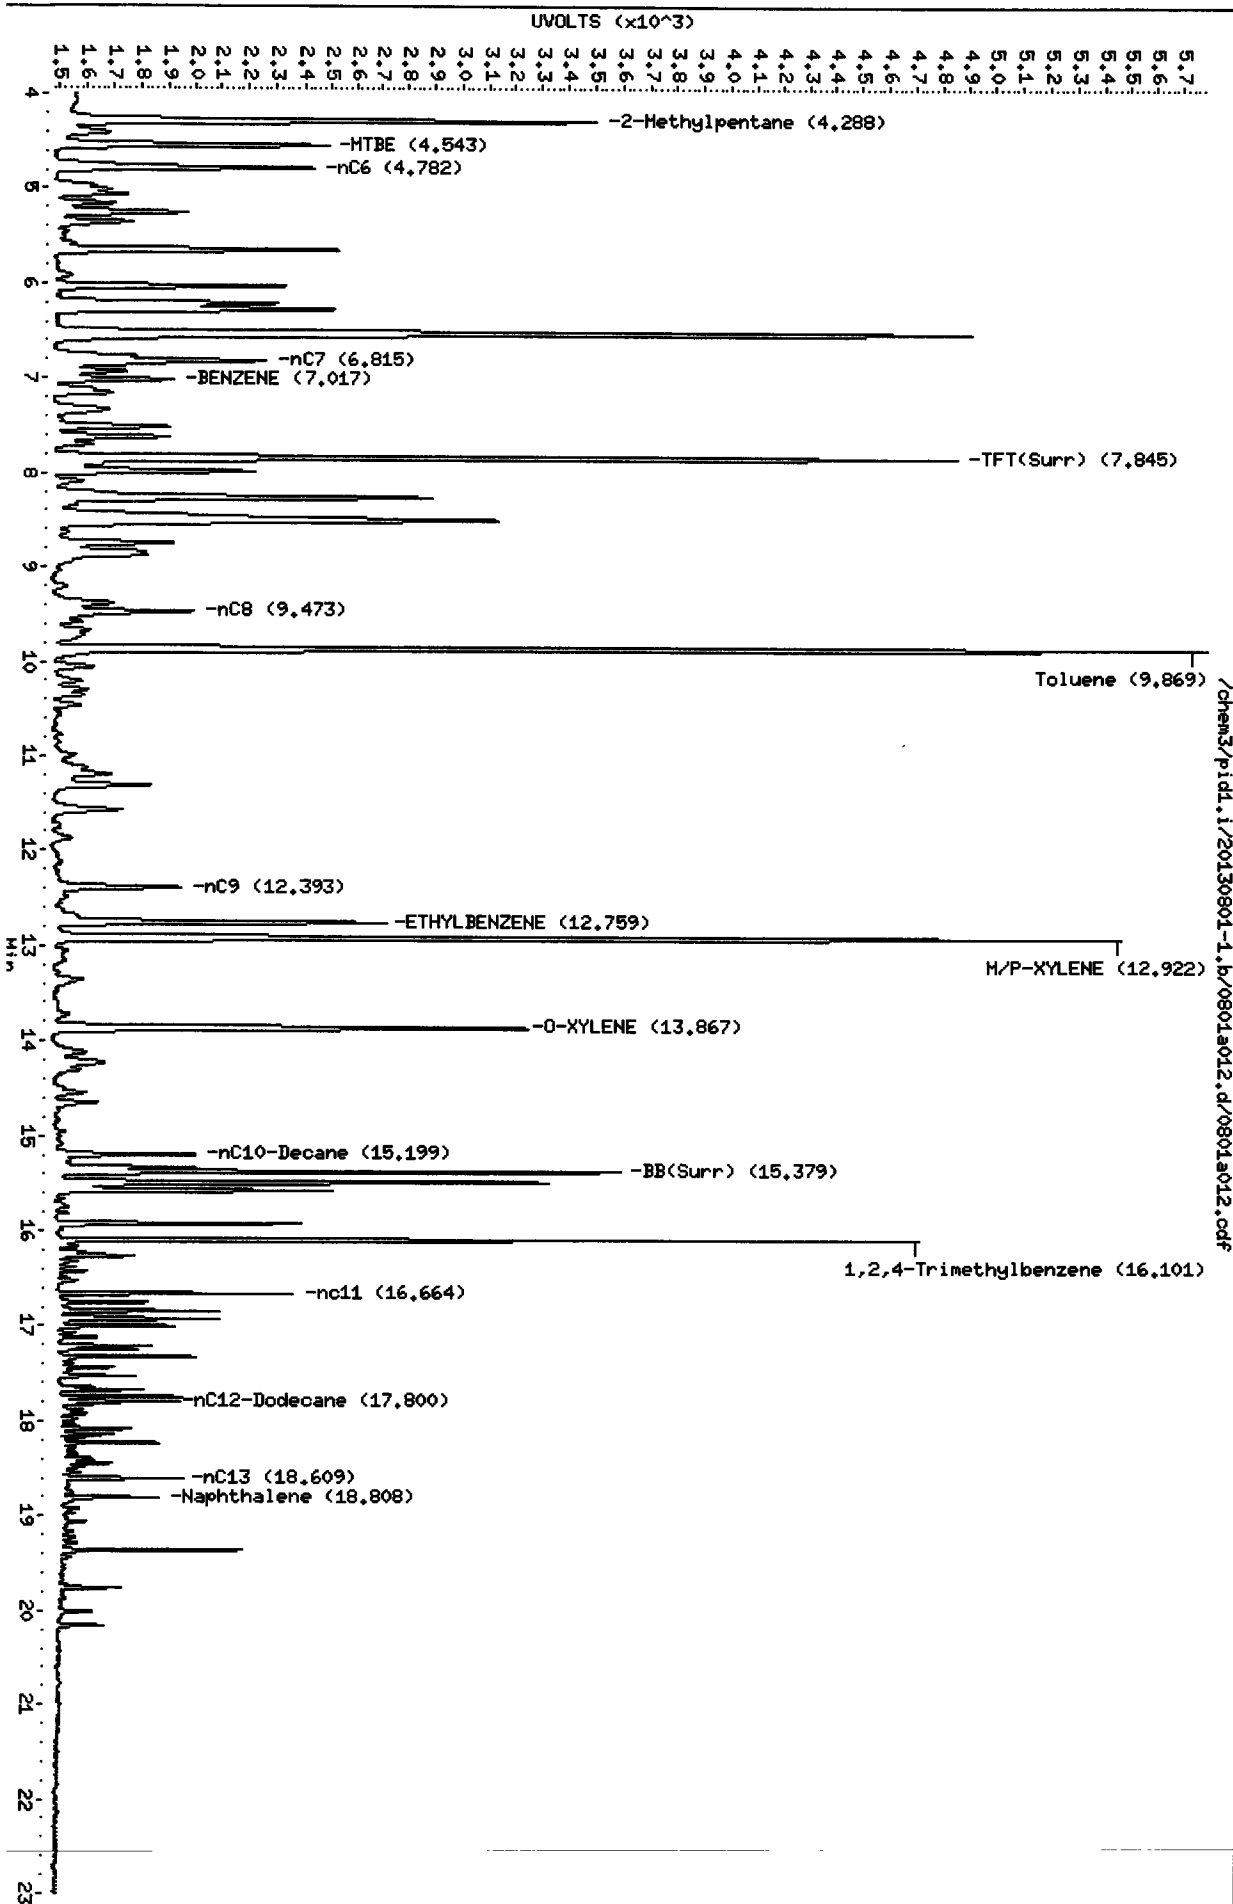 UVOLTS (x10^3)
1.5
1.6
1.7
1.8
1.9
2.0
2.1
2.2
2.3
2.4
2.5
2.6
2.7
2.8
2.9
3.0
3.1
3.2
3.3
3.4
3.5
3.6
3.7
3.8
3.9
4.0
4.1
4.2
4.3
4.4
4.5
4.6
4.7
4.8
4.9
5.0
5.1
5.2
5.3
5.4
5.5
5.6
5.7
-2-Methylpentane (4.288)
-MTBE (4.543)
-nC6 (4.782)
-nC7 (6.815)
-BENZENE (7.017)
-TFT(Surr) (7.845)
-nC8 (9.473)
Toluene (9.869)
-nC9 (12.393)
-ETHYLBENZENE (12.759)
M/P-XYLENE (12.922)
-O-XYLENE (13.867)
-nC10-Decane (15.199)
-BB(Surr) (15.379)
1,2,4-Trimethylbenzene (16.101)
-nc11 (16.664)
-nC12-Dodecane (17.800)
-nC13 (18.609)
-Naphthalene (18.808)
4
5
6
7
8
9
10
11
12
13
14
15
16
17
18
19
20
21
22
23
Min
/chem3/pid1.i/20130801-1.b/0801a012.d/0801a012.cdf